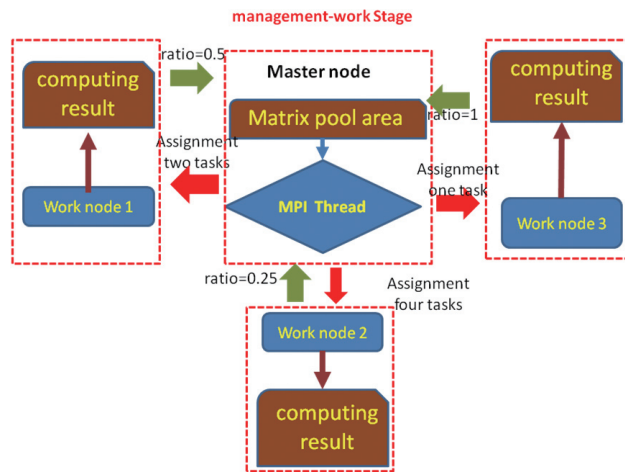 management-work Stage
computing
result
Work node 1
ratio=0.5
Assignment
two tasks
Master node
Matrix pool area
MPI Thread
ratio=1
Assignment
one task
computing
result
Work node 3
ratio=0.25
Assignment
four tasks
Work node 2
computing
result